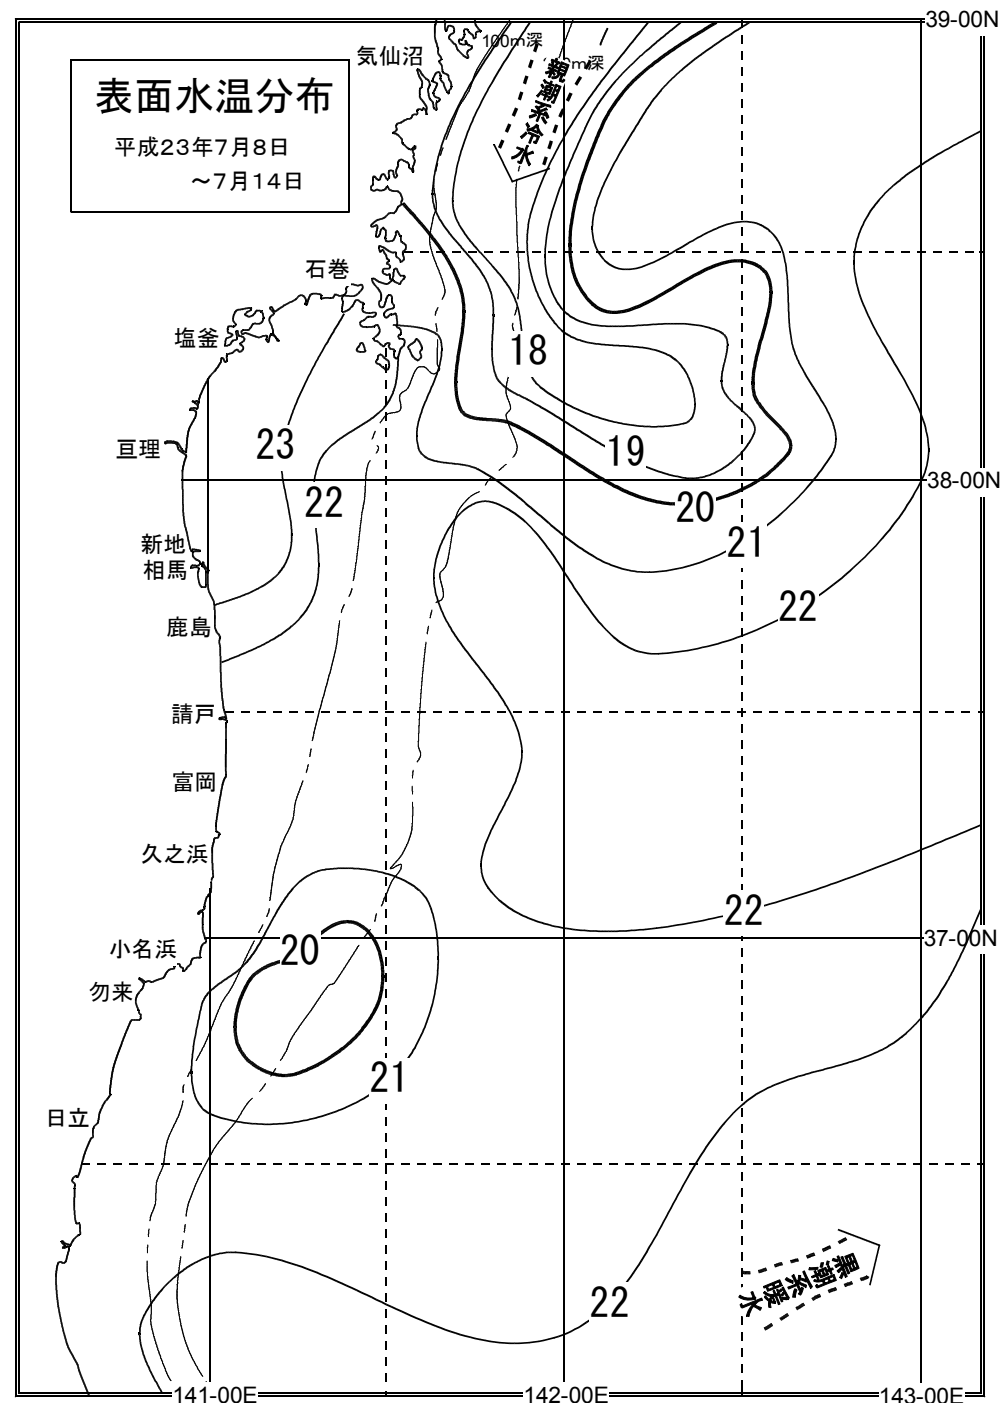 39-00N
100m深
気仙沼
m深
親潮系冷水
表面水温分布
平成23年7月8日
～7月14日
石巻
塩釜
18
23
19
亘理
38-00N
22
20
21
新地
相馬
22
鹿島
請戸
富岡
久之浜
22
20
37-00N
小名浜
勿来
21
日立
黒潮系暖水
22
141-00E
142-00E
143-00E